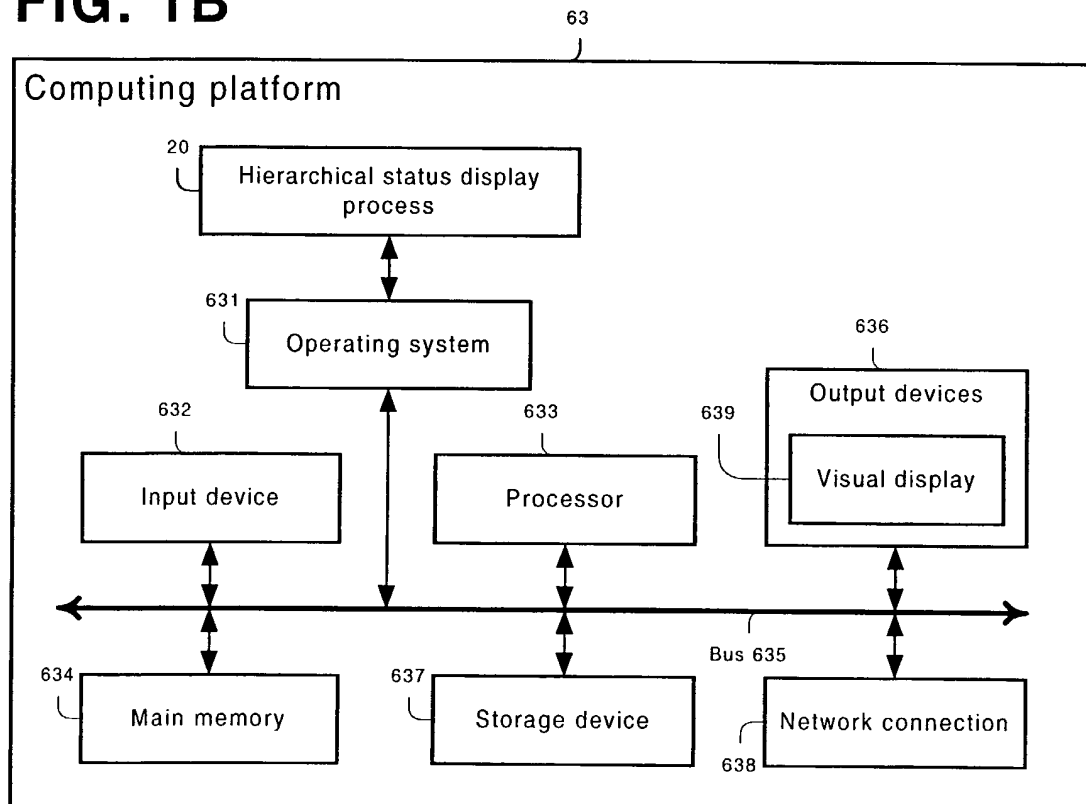 FIG. 1B
63
Computing platform
20
Hierarchical status display
process
631
Operating system
636
Output devices
632
633
639
Input device
Processor
Visual display
Bus 635
634
637
Main memory
Storage device
Network connection
638